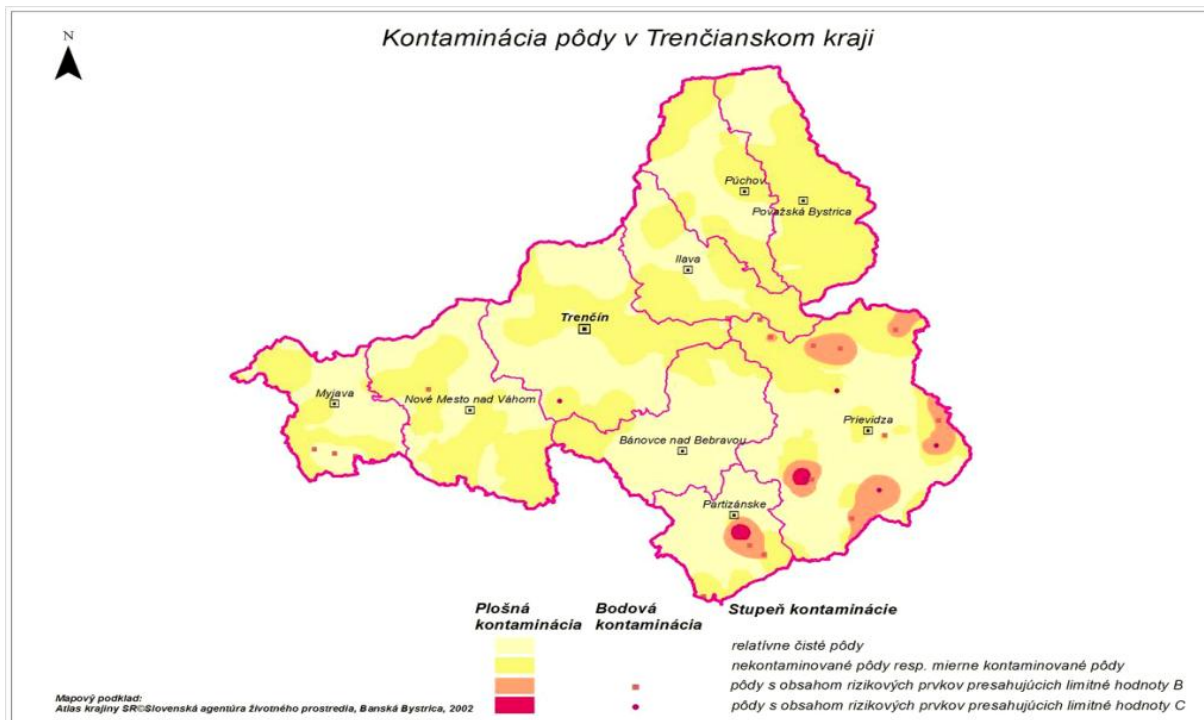 Kontaminácia pôdy v Trenčianskom kraji
N
Púchov
Považská Bystrica
Ilava
Trenčín
Myjava
Nové Mesto nad Váhom
Prievidza
Bánovce nad Bebravou
Partizánske
Plošná kontaminácia
Bodová kontaminácia
Stupeň kontaminácie
relatívne čisté pôdy
nekontaminované pôdy resp. mierne kontaminované pôdy
pôdy s obsahom rizikových prvkov presahujúcich limitné hodnoty B
pôdy s obsahom rizikových prvkov presahujúcich limitné hodnoty C
Mapový podklad:
Atlas krajiny SR©Slovenská agentúra životného prostredia, Banská Bystrica, 2002